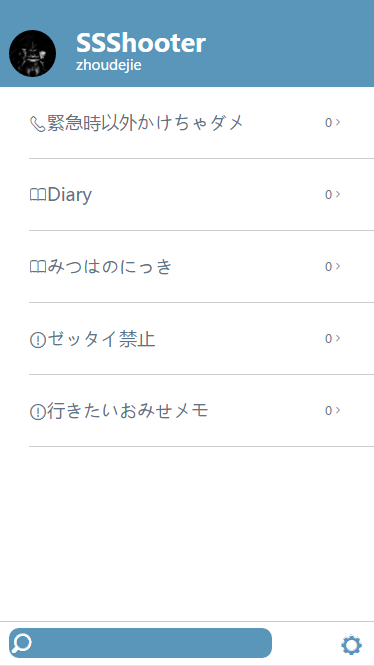 SSShooter
zhoudejie
緊急時以外かけちゃダメ 0
Diary 0
みつはのにっき 0
ゼッタイ禁止 0
行きたいおみせメモ 0